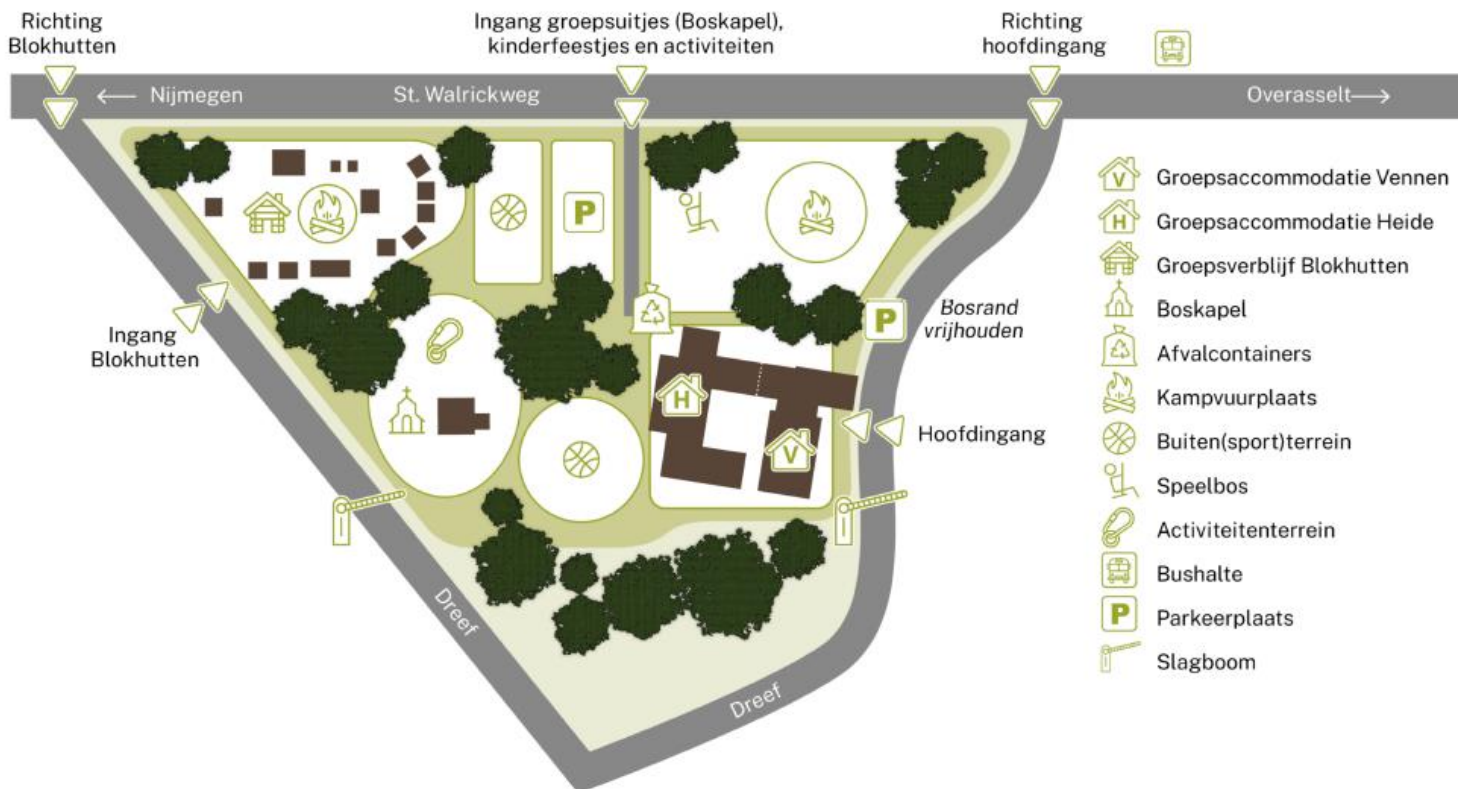 Richting
Blokhutten
Ingang groepsuitjes (Boskapel),
kinderfeestjes en activiteiten
Richting
hoofdingang
← Nijmegen
St. Walrickweg
Overasselt →
P
Ingang
Blokhutten
Bosrand
vrijhouden
P
H
V
Hoofdingang
Dreef
Dreef
V Groepsaccommodatie Vennen
H Groepsaccommodatie Heide
Groepsverblijf Blokhutten
Boskapel
Afvalcontainers
Kampvuurplaats
Buiten(sport)terrein
Speelbos
Activiteitenterrein
Bushalte
P Parkeerplaats
Slagboom